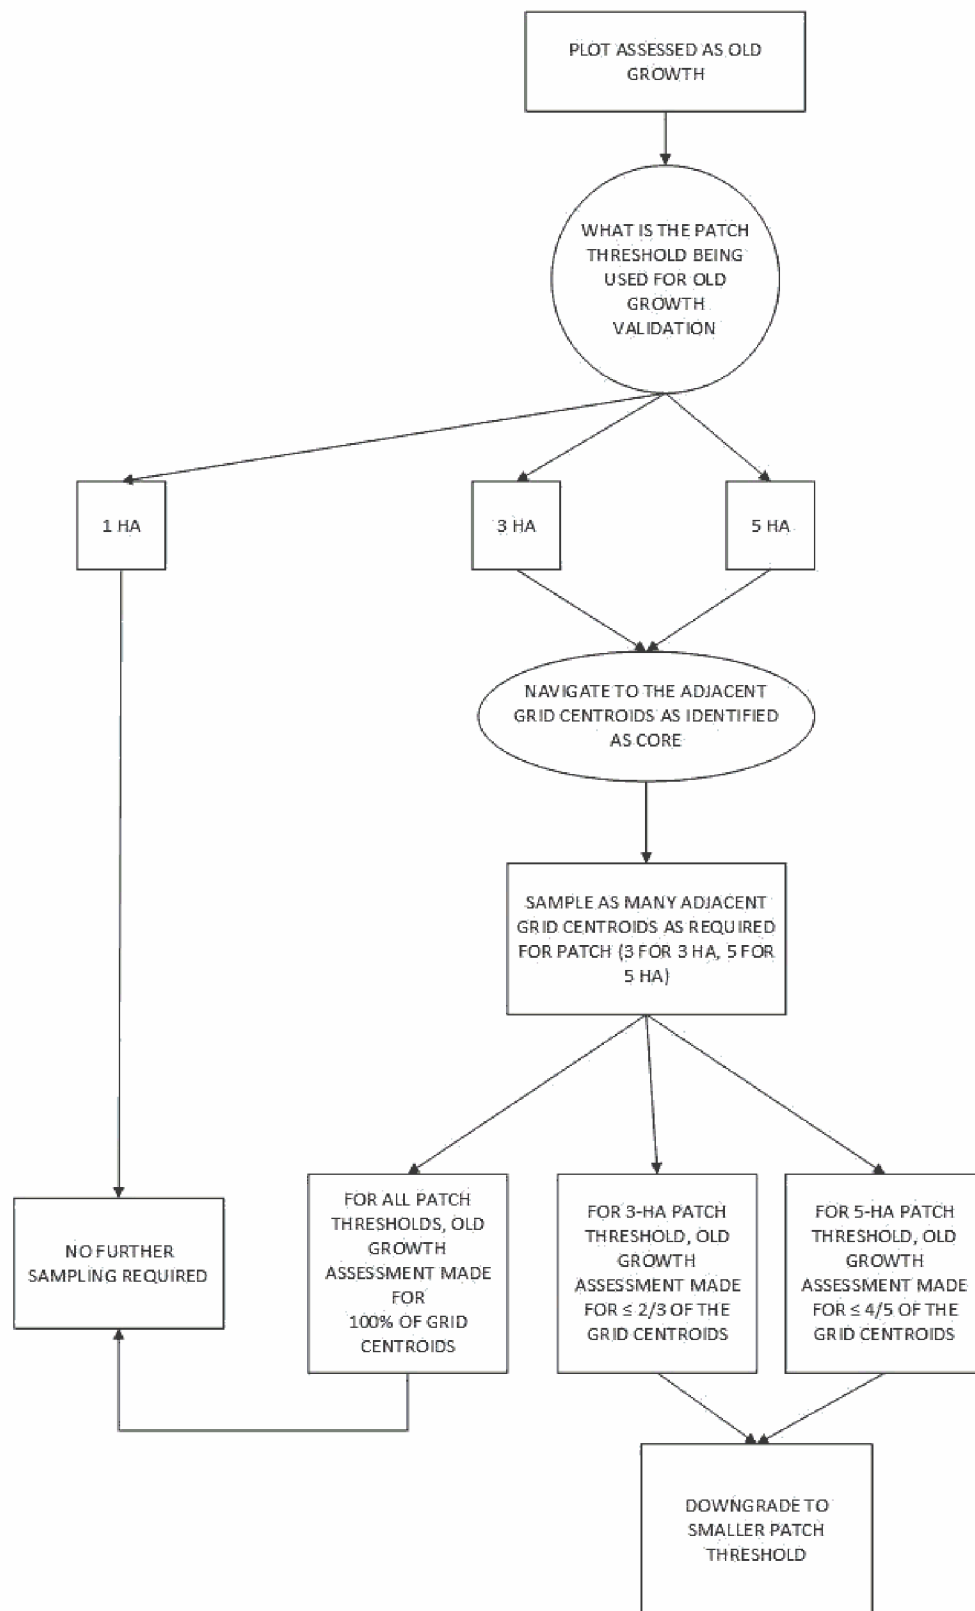 PLOT ASSESSED AS OLD
GROWTH
WHAT IS THE PATCH
THRESHOLD BEING
USED FOR OLD
GROWTH
VALIDATION
1 HA
3 HA
5 HA
NAVIGATE TO THE ADJACENT
GRID CENTROIDS AS IDENTIFIED
AS CORE
SAMPLE AS MANY ADJACENT
GRID CENTROIDS AS REQUIRED
FOR PATCH (3 FOR 3 HA, 5 FOR
5 HA)
NO FURTHER
SAMPLING REQUIRED
FOR ALL PATCH
THRESHOLDS, OLD
GROWTH
ASSESSMENT MADE
FOR
100% OF GRID
CENTROIDS
FOR 3-HA PATCH
THRESHOLD, OLD
GROWTH
ASSESSMENT MADE
FOR ≤ 2/3 OF THE
GRID CENTROIDS
FOR 5-HA PATCH
THRESHOLD, OLD
GROWTH
ASSESSMENT MADE
FOR ≤ 4/5 OF THE
GRID CENTROIDS
DOWNGRADE TO
SMALLER PATCH
THRESHOLD